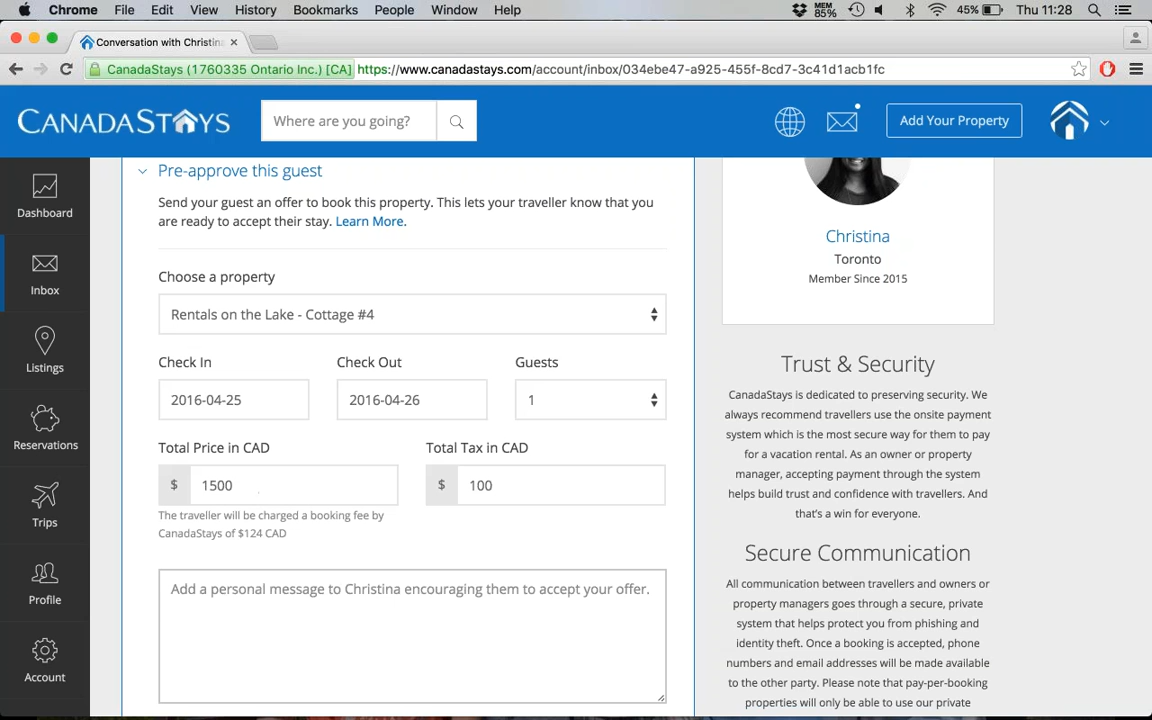 Chrome File Edit View History Bookmarks People Window Help MEM 85% 45% Thu 11:28
Conversation with Christina
CanadaStays (1760335 Ontario Inc.) [CA] https://www.canadastays.com/account/inbox/034ebe47-a925-455f-8cd7-3c41d1acb1fc
CANADASTAYS Where are you going? Add Your Property
Dashboard
Inbox
Listings
Reservations
Trips
Profile
Account
Pre-approve this guest
Send your guest an offer to book this property. This lets your traveller know that you
are ready to accept their stay. Learn More.
Choose a property
Rentals on the Lake - Cottage #4
Check In Check Out Guests
2016-04-25 2016-04-26 1
Total Price in CAD Total Tax in CAD
$ 1500 $ 100
The traveller will be charged a booking fee by
CanadaStays of $124 CAD
Add a personal message to Christina encouraging them to accept your offer.
Christina
Toronto
Member Since 2015
Trust & Security
CanadaStays is dedicated to preserving security. We
always recommend travellers use the onsite payment
system which is the most secure way for them to pay
for a vacation rental. As an owner or property
manager, accepting payment through the system
helps build trust and confidence with travellers. And
that's a win for everyone.
Secure Communication
All communication between travellers and owners or
property managers goes through a secure, private
system that helps protect you from phishing and
identity theft. Once a booking is accepted, phone
numbers and email addresses will be made available
to the other party. Please note that pay-per-booking
properties will only be able to use our private